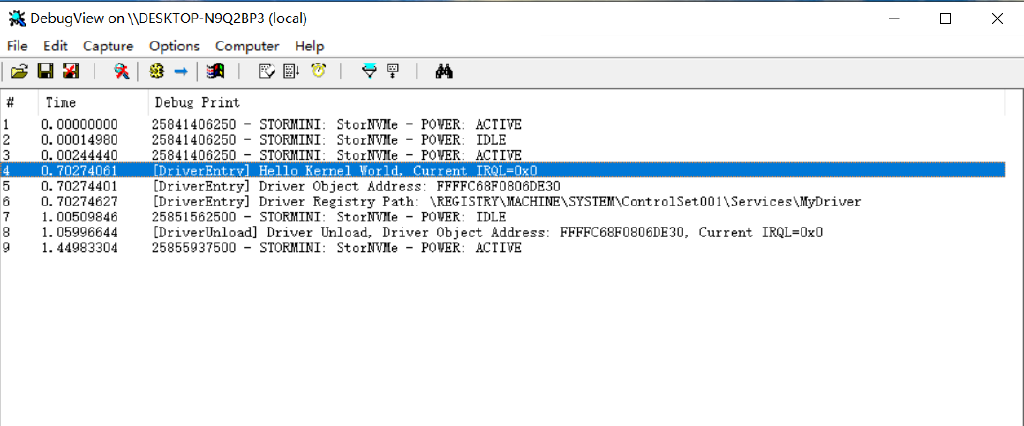 DebugView on \\DESKTOP-N9Q2BP3 (local)
File Edit Capture Options Computer Help
# Time Debug Print
1 0.00000000 25841406250 - STORMINI: StorNVMe - POWER: ACTIVE
2 0.00014980 25841406250 - STORMINI: StorNVMe - POWER: IDLE
3 0.00244440 25841406250 - STORMINI: StorNVMe - POWER: ACTIVE
4 0.70274061 [DriverEntry] Hello Kernel World, Current IRQL=0x0
5 0.70274401 [DriverEntry] Driver Object Address: FFFFC68F0806DE30
6 0.70274627 [DriverEntry] Driver Registry Path: \REGISTRY\MACHINE\SYSTEM\ControlSet001\Services\MyDriver
7 1.00509846 25851562500 - STORMINI: StorNVMe - POWER: IDLE
8 1.05996644 [DriverUnload] Driver Unload, Driver Object Address: FFFFC68F0806DE30, Current IRQL=0x0
9 1.44983304 25855937500 - STORMINI: StorNVMe - POWER: ACTIVE